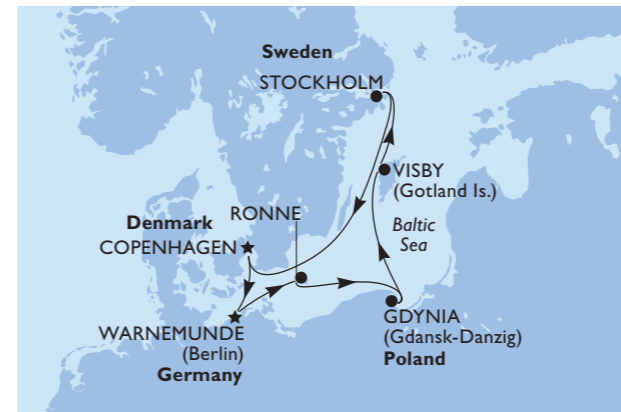 Sweden
STOCKHOLM
VISBY
(Gotland Is.)
RONNE
Denmark
COPENHAGEN
Baltic
Sea
WARNEMUNDE
(Berlin)
Germany
GDYNIA
(Gdansk-Danzig)
Poland